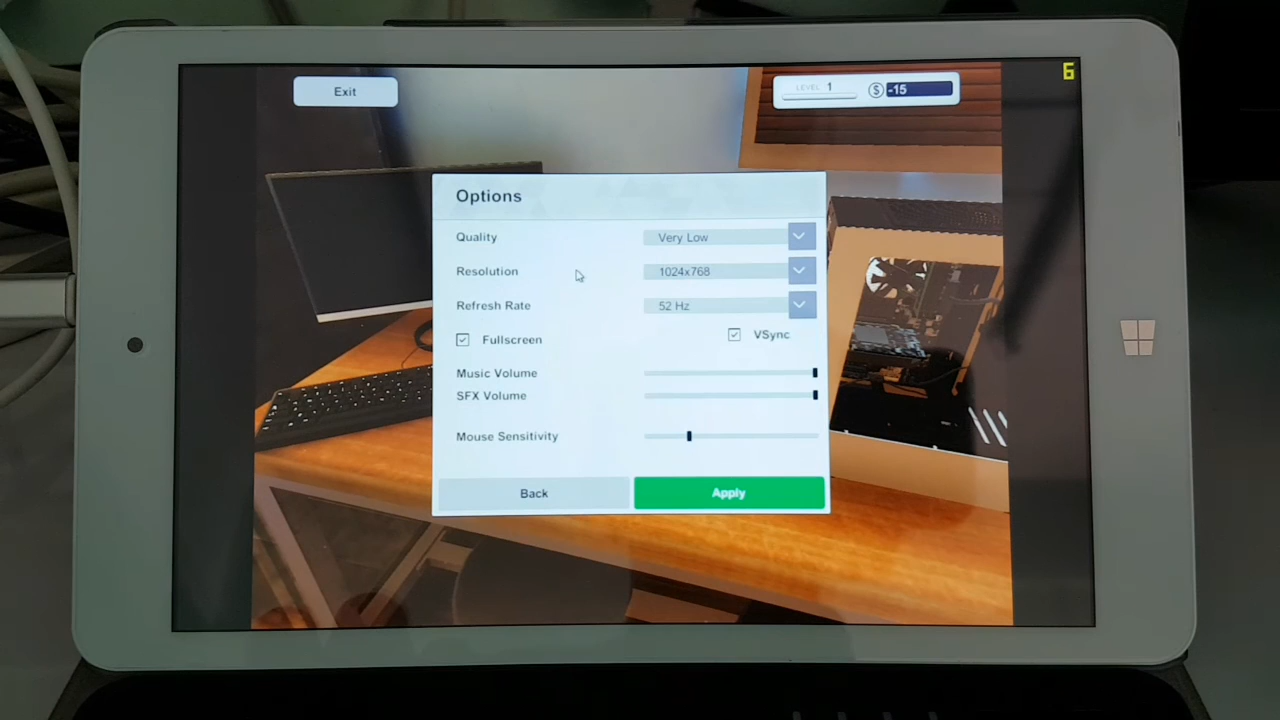 Exit
LEVEL 1
$ -15
6
Options
Quality Very Low
Resolution 1024x768
Refresh Rate 52 Hz
Fullscreen VSync
Music Volume
SFX Volume
Mouse Sensitivity
Back Apply